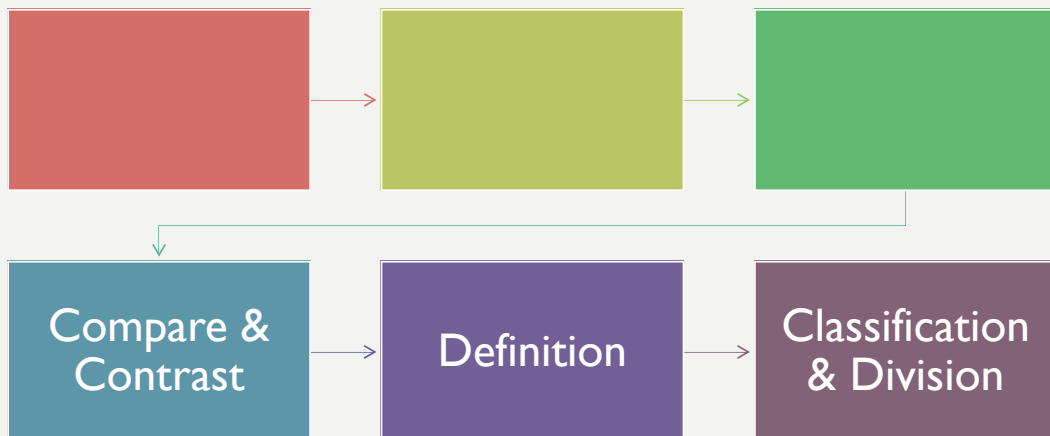 Compare &
Contrast
Definition
Classification
& Division